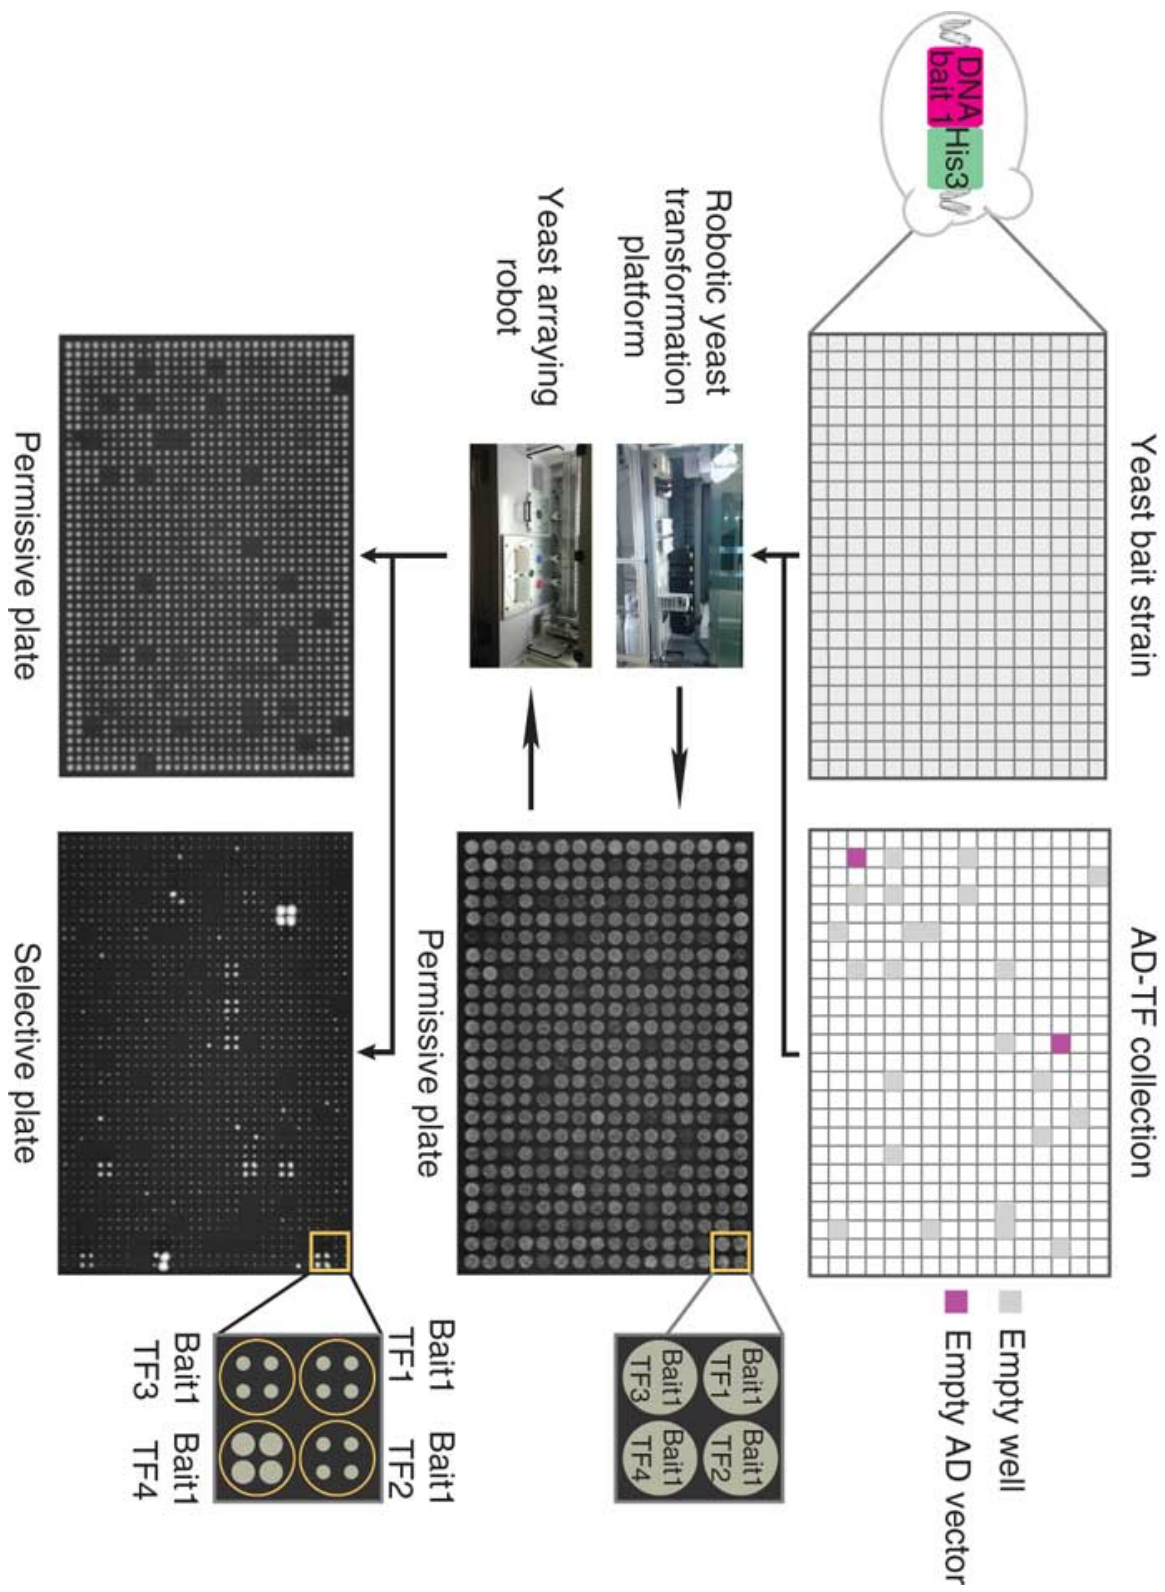 Yeast bait strain
AD-TF collection
DNA
bait 1
His3
Empty well
Empty AD vector
Robotic yeast
transformation
platform
Yeast arraying
robot
Bait1
TF1
Bait1
TF2
Bait1
TF3
Bait1
TF4
Permissive plate
Bait1
TF1
Bait1
TF2
Bait1
TF3
Bait1
TF4
Permissive plate
Selective plate